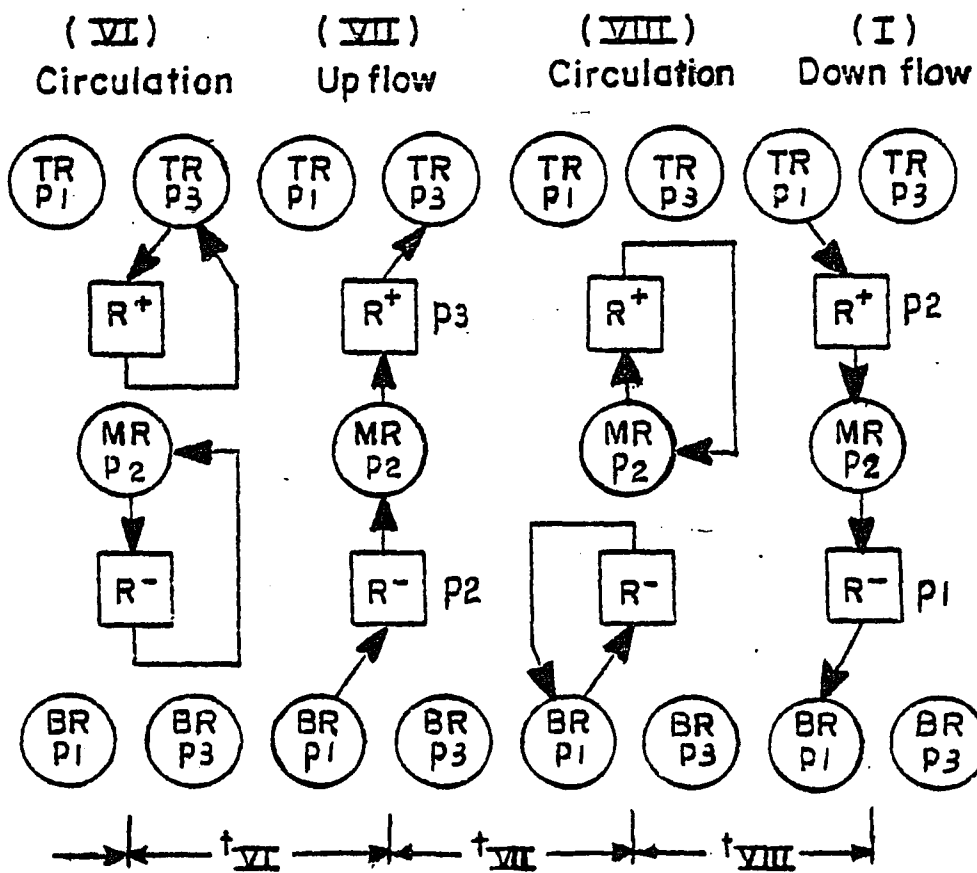 (VI) (VII) (VIII) (I)
Circulation Up flow Circulation Down flow
TR TR TR TR TR TR TR TR
p1 p3 p1 p3 p1 p3 p1 p3
R+ R+ p3 R+ R+ p2
MR MR MR MR
p2 p2 p2 p2
R- R- p2 R- R- p1
BR BR BR BR BR BR BR BR
p1 p3 p1 p3 p1 p3 p1 p3
tVI tVII tVIII